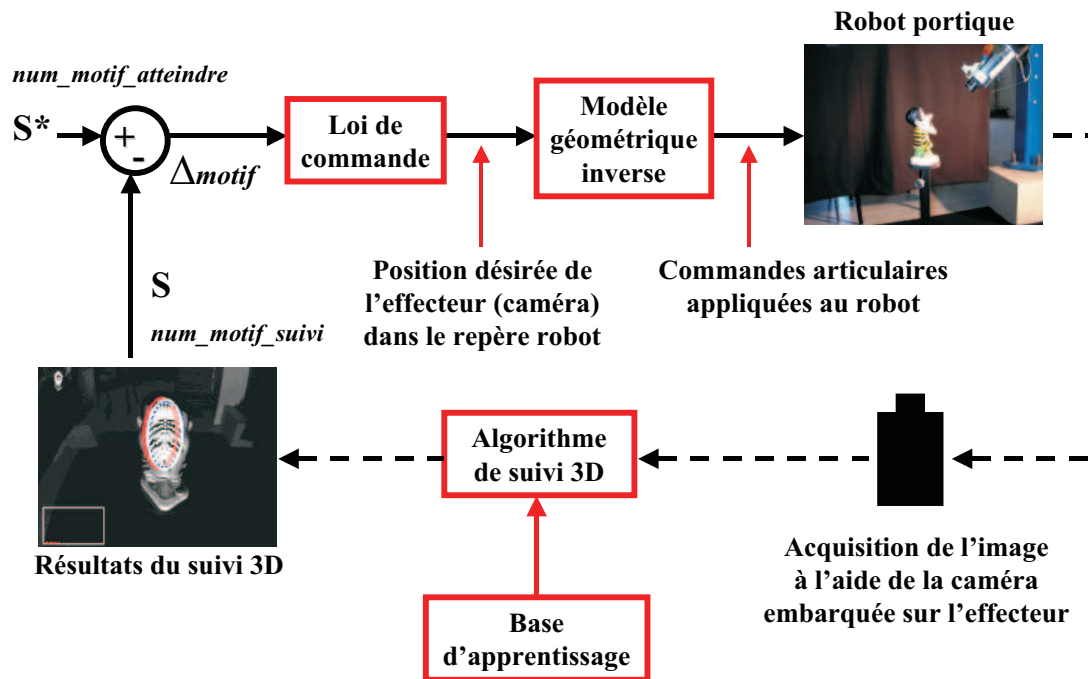 Robot portique
num_motif_atteindre
S*
+
-
Δmotif
Loi de
commande
Modèle
géométrique
inverse
Position désirée de
l’effecteur (caméra)
dans le repère robot
Commandes articulaires
appliquées au robot
S
num_motif_suivi
Résultats du suivi 3D
Algorithme
de suivi 3D
Base
d’apprentissage
Acquisition de l’image
à l’aide de la caméra
embarquée sur l’effecteur